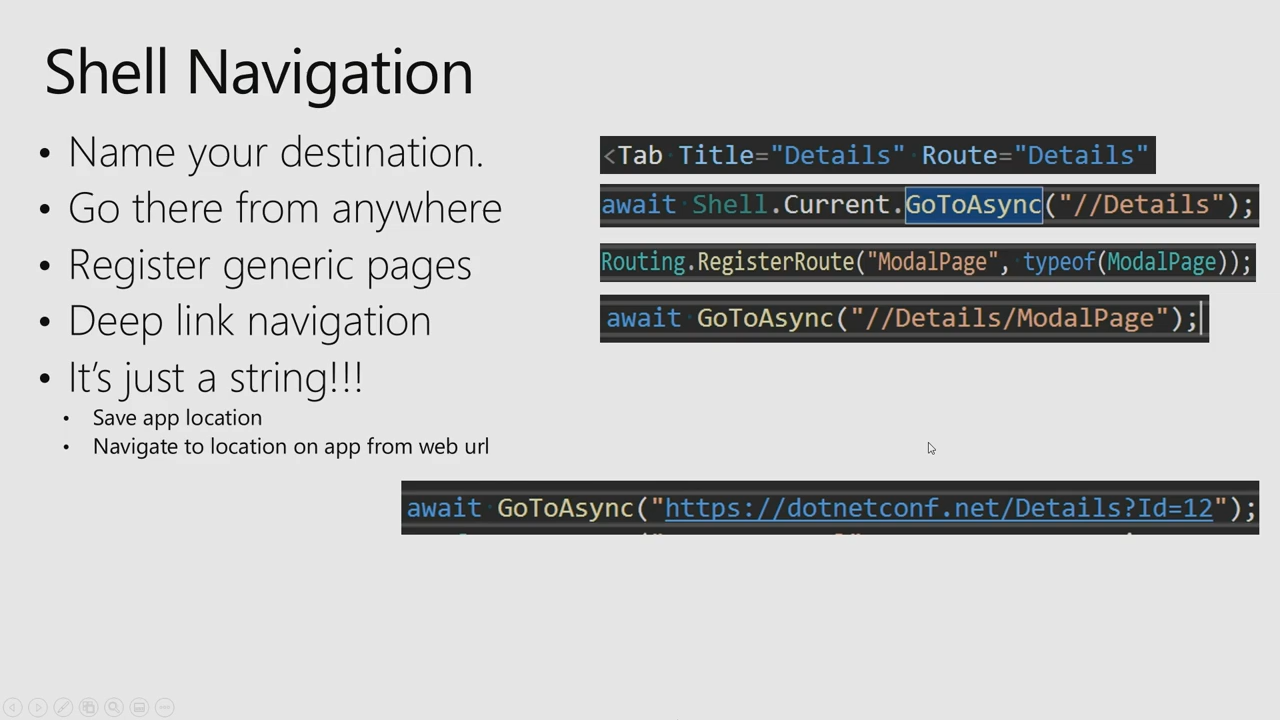 Shell Navigation
• Name your destination.
<Tab Title="Details" Route="Details"
• Go there from anywhere
await Shell.Current.GoToAsync("//Details");
• Register generic pages
Routing.RegisterRoute("ModalPage", typeof(ModalPage));
• Deep link navigation
await GoToAsync("//Details/ModalPage");
• It's just a string!!!
• Save app location
• Navigate to location on app from web url
await GoToAsync("https://dotnetconf.net/Details?Id=12");